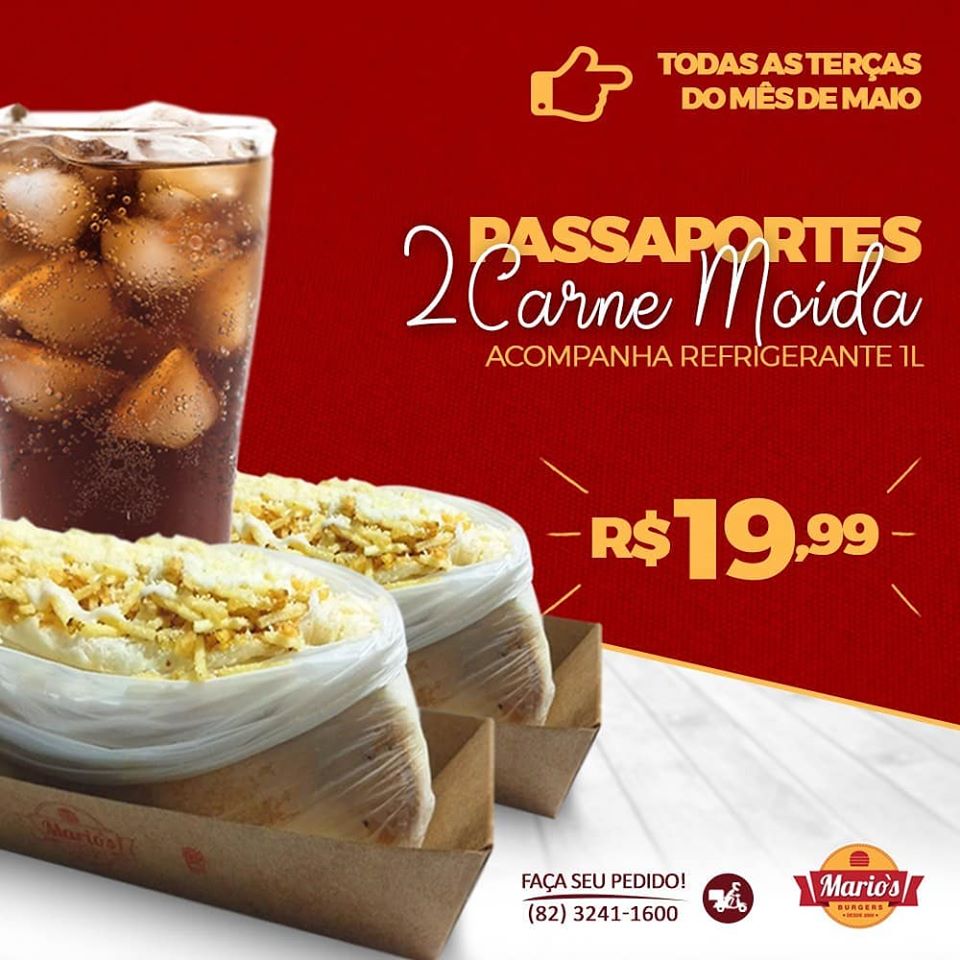 TODAS AS TERÇAS
DO MÊS DE MAIO
PASSAPORTES
2 Carne Moída
ACOMPANHA REFRIGERANTE 1L
R$19,99
Mario's
FAÇA SEU PEDIDO!
(82) 3241-1600
Mario's
BURGERS